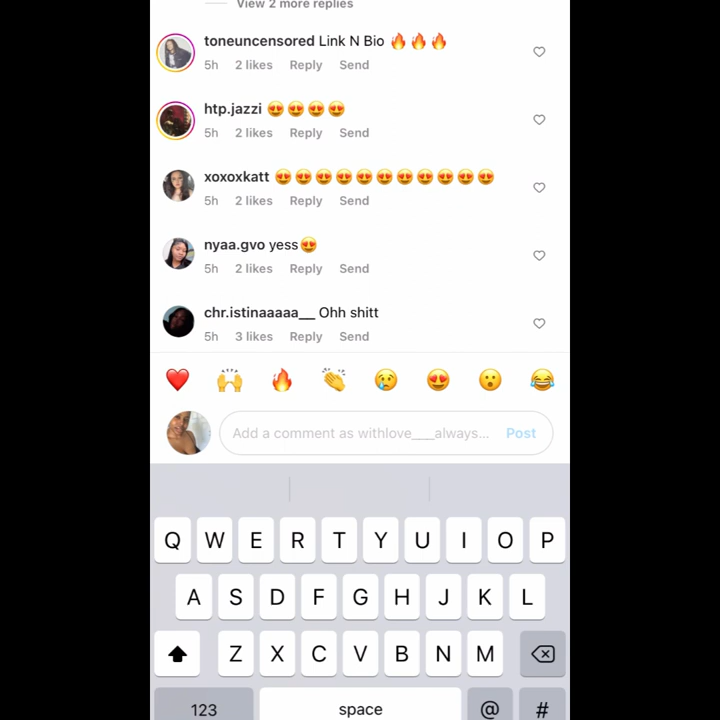 View 2 more replies
toneuncensored Link N Bio 🔥🔥🔥
5h 2 likes Reply Send
htp.jazzi 😍😍😍😍
5h 2 likes Reply Send
xoxoxkatt 😍😍😍😍😍😍😍😍😍😍😍
5h 2 likes Reply Send
nyaa.gvo yess😍
5h 2 likes Reply Send
chr.istinaaaaa__ Ohh shitt
5h 3 likes Reply Send
❤️ 🙌 🔥 👏 😢 😍 😮 😂
Add a comment as withlove___always... Post
Q W E R T Y U I O P
A S D F G H J K L
Z X C V B N M
123 space @ #